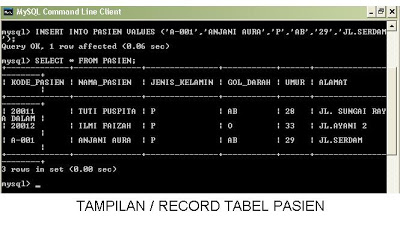 MySQL Command Line Client
mysql> INSERT INTO PASIEN VALUES ('A-001','ANJANI AURA','P','AB','29','JL.SERDAM
');
Query OK, 1 row affected (0.06 sec)
mysql> SELECT * FROM PASIEN;
+-------------+--------------+---------------+------------+------+---------------
--------+
| KODE_PASIEN | NAMA_PASIEN | JENIS_KELAMIN | GOL_DARAH | UMUR | ALAMAT
|
+-------------+--------------+---------------+------------+------+---------------
--------+
| 20011 | TUTI PUSPITA | P | AB | 28 | JL. SUNGAI RAY
A DALAM |
| 20012 | ILMI FAIZAH | P | O | 33 | JL.AYANI 2
|
| A-001 | ANJANI AURA | P | AB | 29 | JL.SERDAM
|
+-------------+--------------+---------------+------------+------+---------------
--------+
3 rows in set (0.00 sec)
mysql> _
TAMPILAN / RECORD TABEL PASIEN